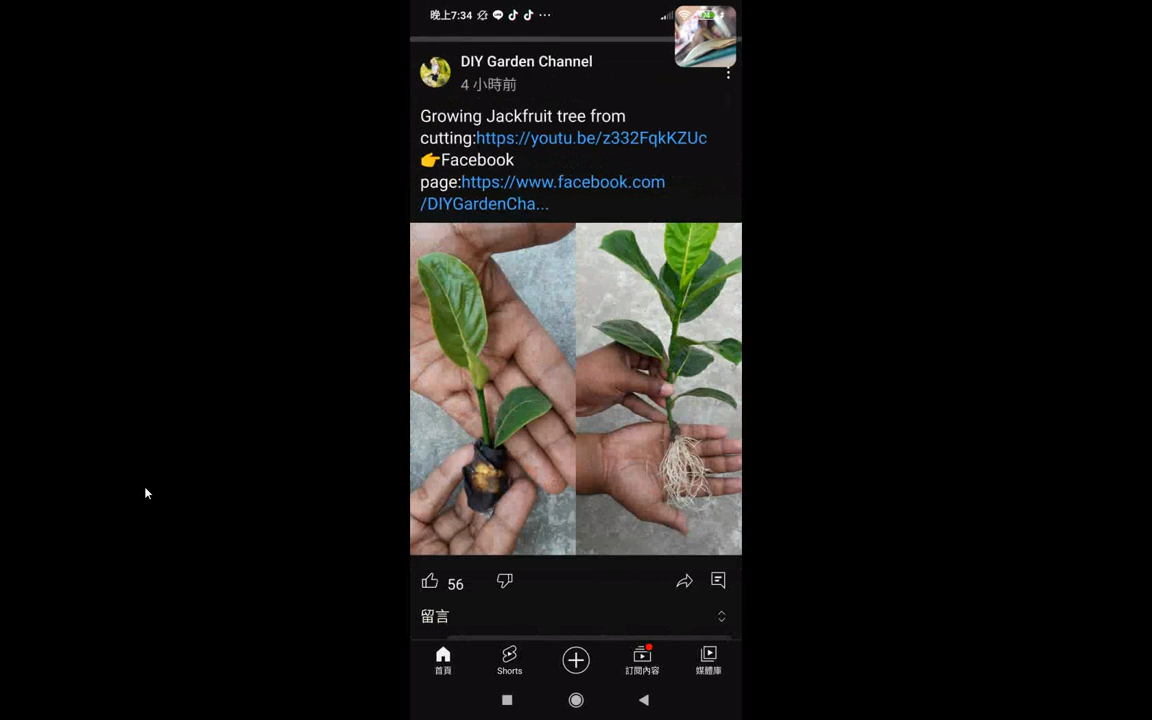 晚上7:34
DIY Garden Channel
4 小時前
Growing Jackfruit tree from
cutting:https://youtu.be/z332FqkKZUc
👉Facebook
page:https://www.facebook.com
/DIYGardenCha...
56
留言
首頁
Shorts
訂閱內容
媒體庫